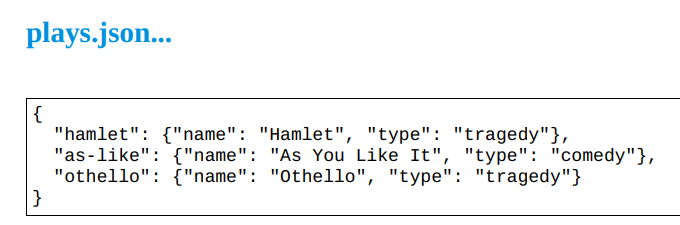 plays.json...
{
  "hamlet": {"name": "Hamlet", "type": "tragedy"},
  "as-like": {"name": "As You Like It", "type": "comedy"},
  "othello": {"name": "Othello", "type": "tragedy"}
}